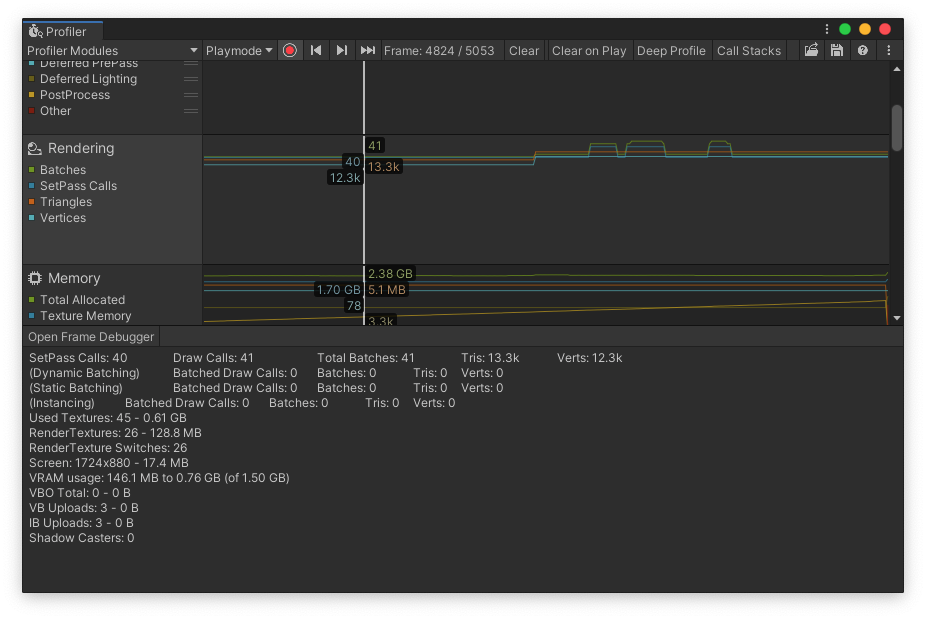 Profiler
Profiler Modules Playmode Frame: 4824 / 5053 Clear Clear on Play Deep Profile Call Stacks
Deferred PrePass
Deferred Lighting
PostProcess
Other
Rendering
Batches
SetPass Calls
Triangles
Vertices
41
40
13.3k
12.3k
Memory
Total Allocated
Texture Memory
2.38 GB
1.70 GB 5.1 MB
78
3.3k
Open Frame Debugger
SetPass Calls: 40 Draw Calls: 41 Total Batches: 41 Tris: 13.3k Verts: 12.3k
(Dynamic Batching) Batched Draw Calls: 0 Batches: 0 Tris: 0 Verts: 0
(Static Batching) Batched Draw Calls: 0 Batches: 0 Tris: 0 Verts: 0
(Instancing) Batched Draw Calls: 0 Batches: 0 Tris: 0 Verts: 0
Used Textures: 45 - 0.61 GB
RenderTextures: 26 - 128.8 MB
RenderTexture Switches: 26
Screen: 1724x880 - 17.4 MB
VRAM usage: 146.1 MB to 0.76 GB (of 1.50 GB)
VBO Total: 0 - 0 B
VB Uploads: 3 - 0 B
IB Uploads: 3 - 0 B
Shadow Casters: 0